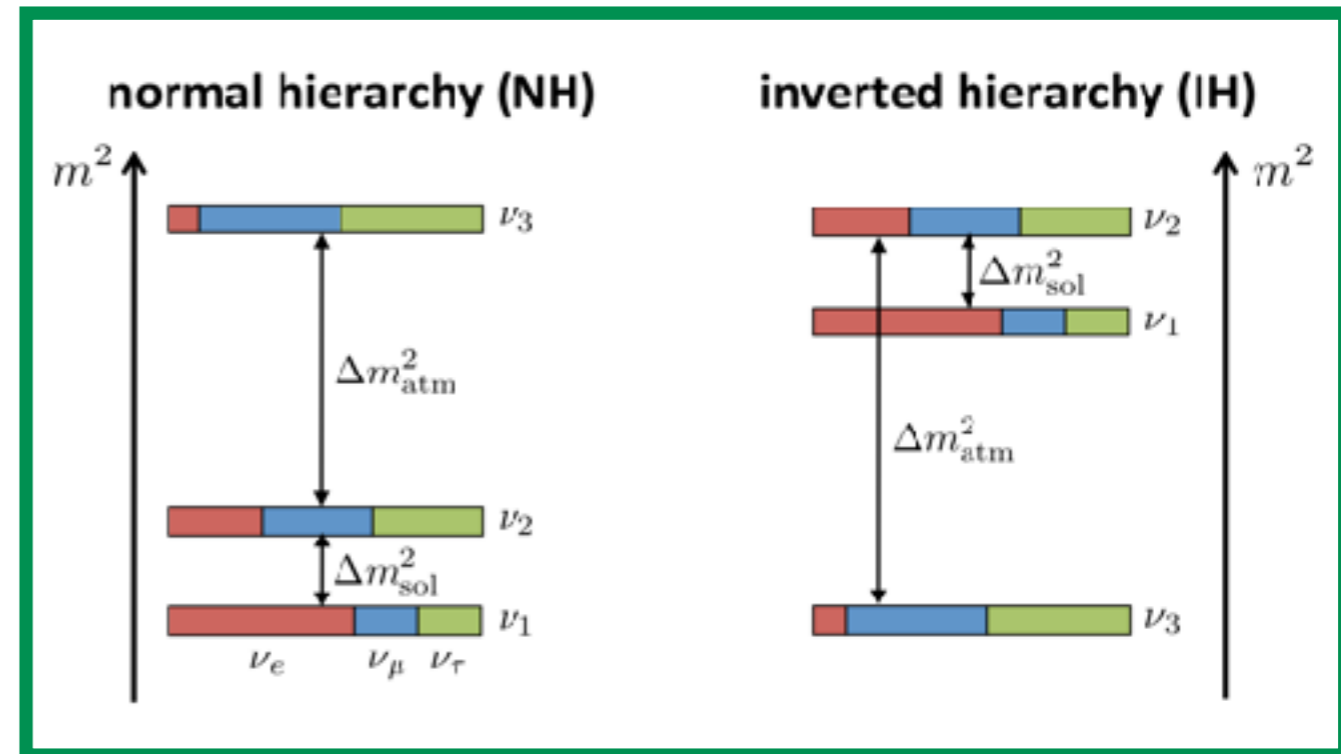 normal hierarchy (NH)
m²
ν₃
Δm²atm
ν₂
Δm²sol
ν₁
νe νμ ντ
inverted hierarchy (IH)
m²
ν₂
Δm²sol
ν₁
Δm²atm
ν₃